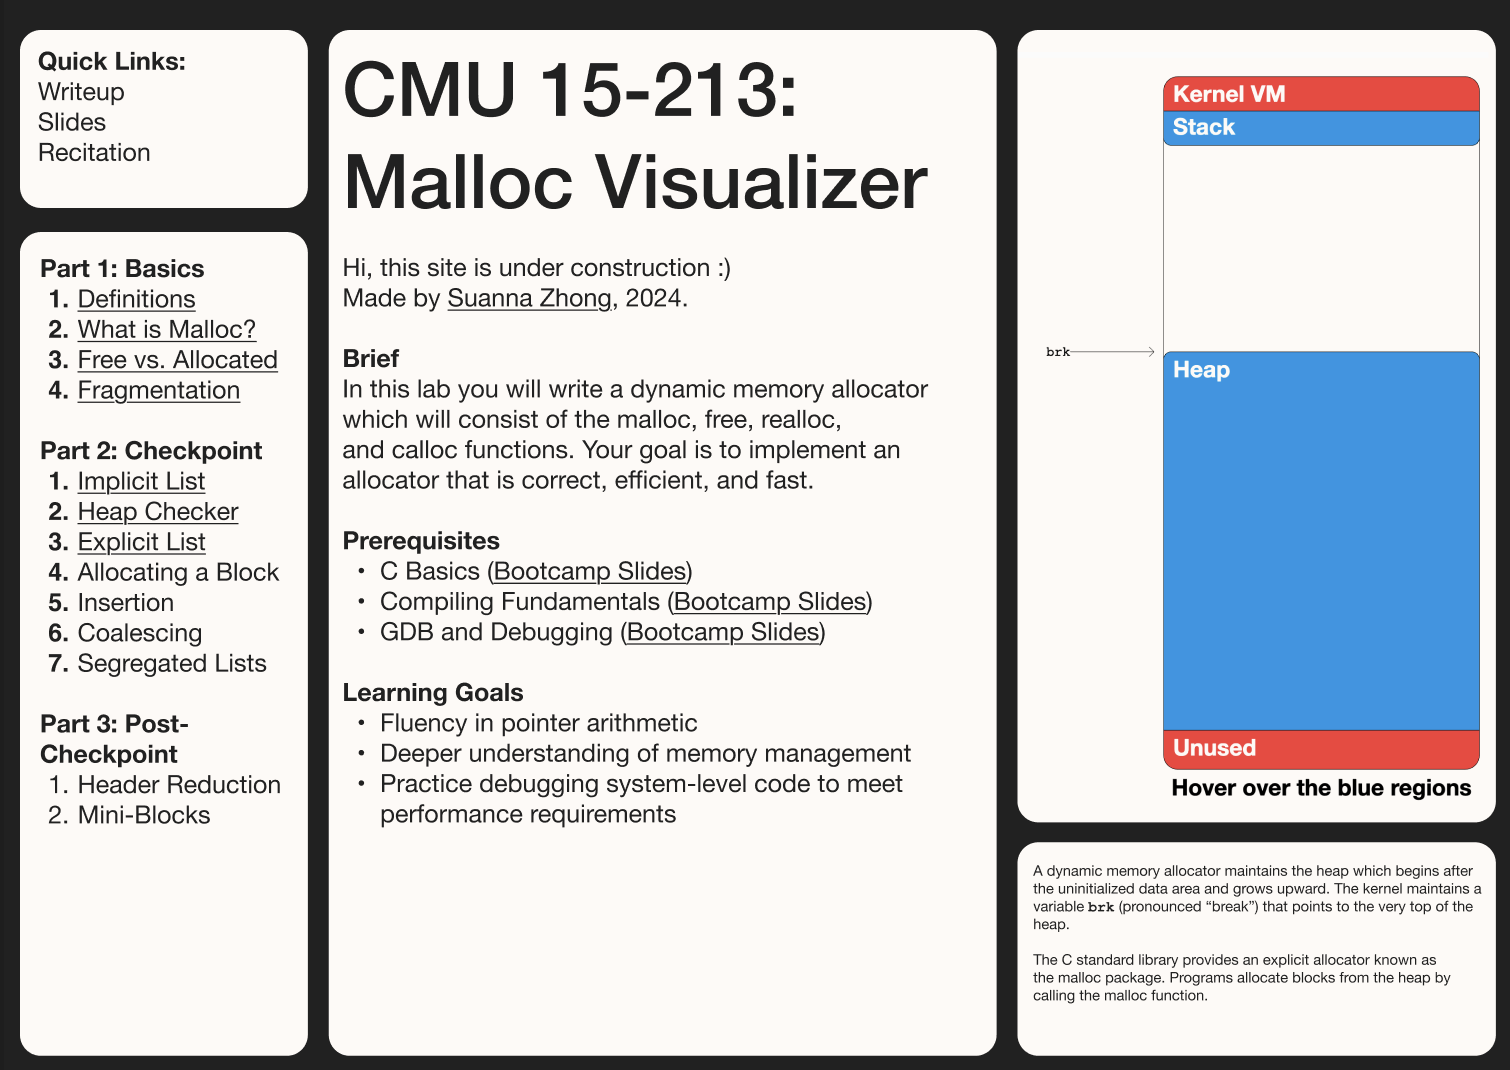 Quick Links:
Writeup
Slides
Recitation
Part 1: Basics
1. Definitions
2. What is Malloc?
3. Free vs. Allocated
4. Fragmentation
Part 2: Checkpoint
1. Implicit List
2. Heap Checker
3. Explicit List
4. Allocating a Block
5. Insertion
6. Coalescing
7. Segregated Lists
Part 3: Post-
Checkpoint
1. Header Reduction
2. Mini-Blocks
CMU 15-213:
Malloc Visualizer
Hi, this site is under construction :)
Made by Suanna Zhong, 2024.
Brief
In this lab you will write a dynamic memory allocator
which will consist of the malloc, free, realloc,
and calloc functions. Your goal is to implement an
allocator that is correct, efficient, and fast.
Prerequisites
• C Basics (Bootcamp Slides)
• Compiling Fundamentals (Bootcamp Slides)
• GDB and Debugging (Bootcamp Slides)
Learning Goals
• Fluency in pointer arithmetic
• Deeper understanding of memory management
• Practice debugging system-level code to meet
performance requirements
Kernel VM
Stack
brk
Heap
Unused
Hover over the blue regions
A dynamic memory allocator maintains the heap which begins after
the uninitialized data area and grows upward. The kernel maintains a
variable brk (pronounced “break”) that points to the very top of the
heap.
The C standard library provides an explicit allocator known as
the malloc package. Programs allocate blocks from the heap by
calling the malloc function.